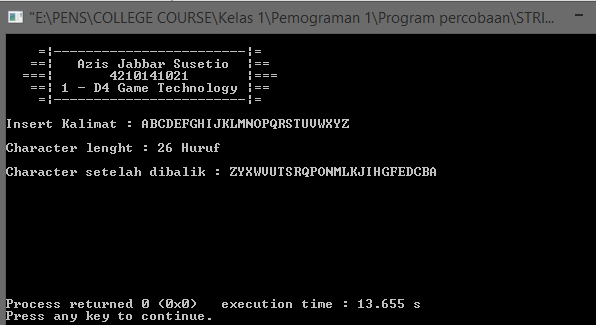 "E:\PENS\COLLEGE COURSE\Kelas 1\Pemograman 1\Program percobaan\STRI...
=|------------------------|=
==| Azis Jabbar Susetio |==
===| 4210141021 |===
==| 1 - D4 Game Technology |==
=|------------------------|=
Insert Kalimat : ABCDEFGHIJKLMNOPQRSTUVWXYZ
Character lenght : 26 Huruf
Character setelah dibalik : ZYXWVUTSRQPONMLKJIHGFEDCBA
Process returned 0 (0x0) execution time : 13.655 s
Press any key to continue.